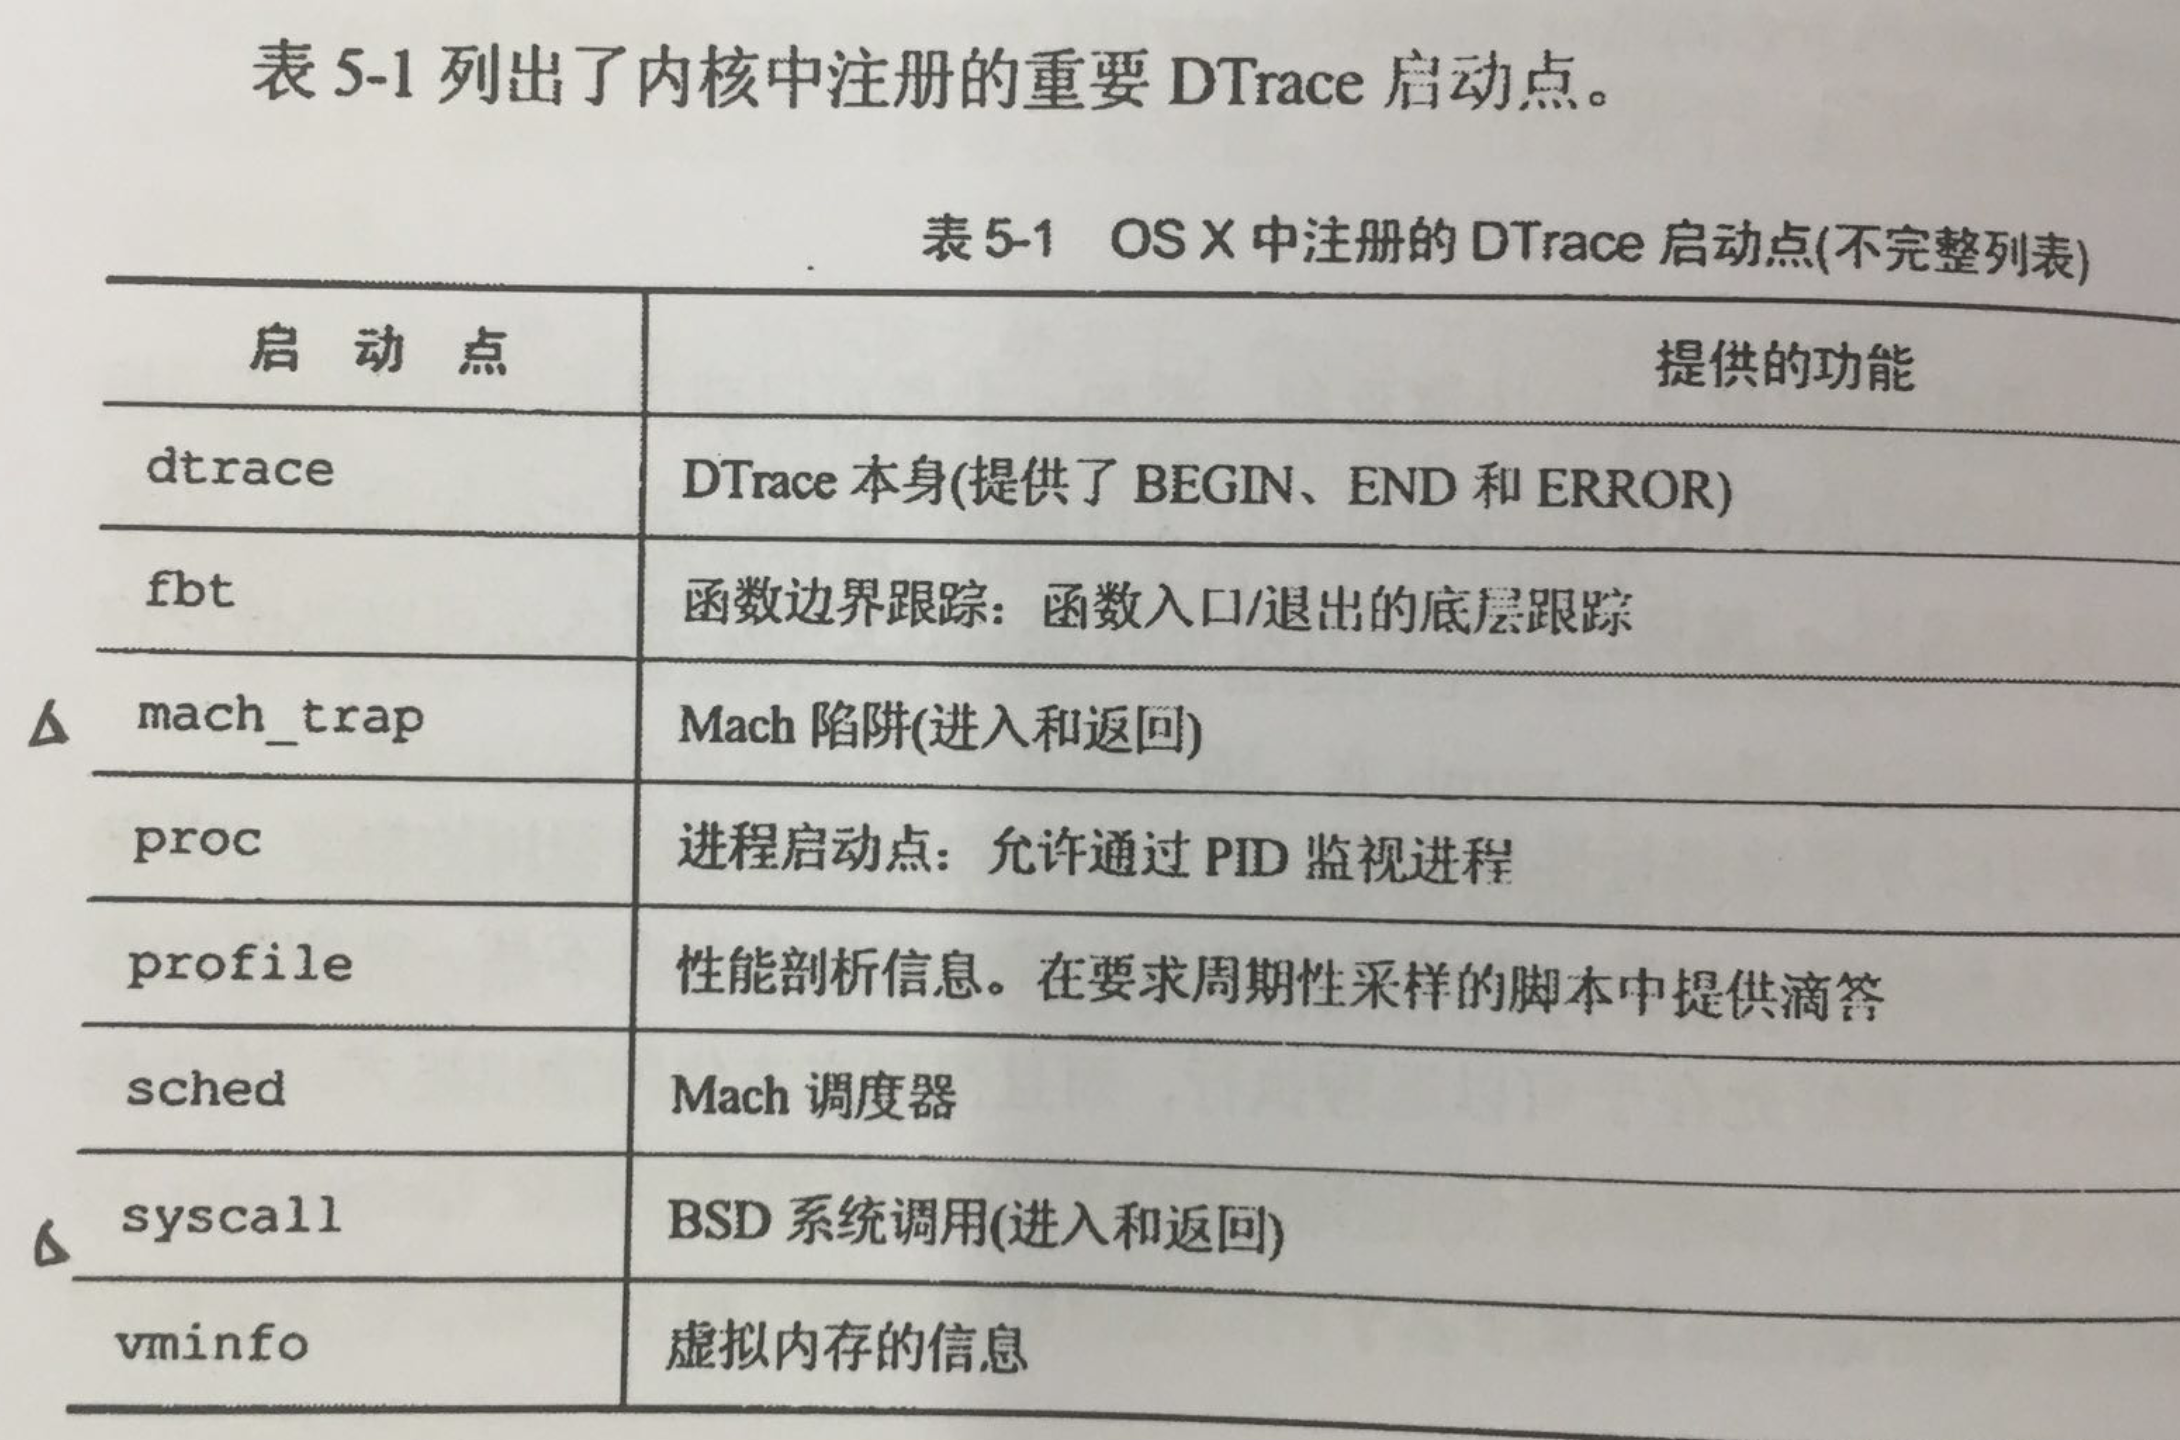 表 5-1 列出了内核中注册的重要 DTrace 启动点。
表 5-1 OS X 中注册的 DTrace 启动点(不完整列表)
启 动 点 提供的功能
dtrace DTrace 本身(提供了 BEGIN、END 和 ERROR)
fbt 函数边界跟踪：函数入口/退出的底层跟踪
mach_trap Mach 陷阱(进入和返回)
proc 进程启动点：允许通过 PID 监视进程
profile 性能剖析信息。在要求周期性采样的脚本中提供滴答
sched Mach 调度器
syscall BSD 系统调用(进入和返回)
vminfo 虚拟内存的信息